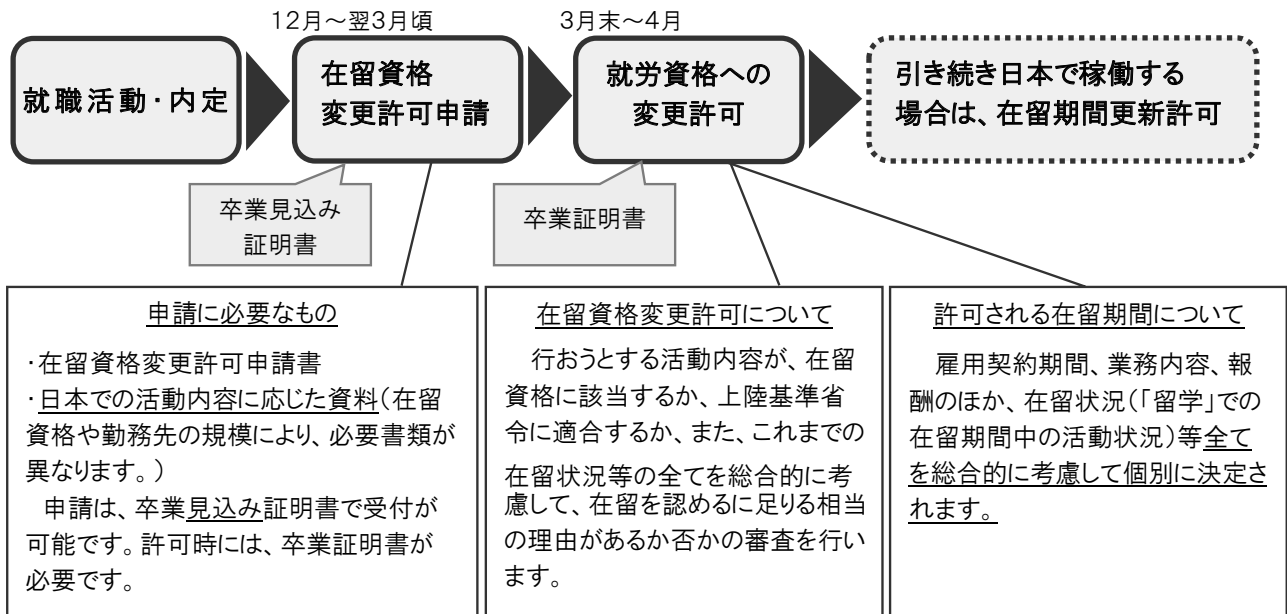 12月～翌3月頃
3月末～4月
就職活動・内定
在留資格
変更許可申請
就労資格への
変更許可
引き続き日本で稼働する
場合は、在留期間更新許可
卒業見込み
証明書
卒業証明書
申請に必要なもの
・在留資格変更許可申請書
・日本での活動内容に応じた資料（在留
資格や勤務先の規模により、必要書類が
異なります。）
申請は、卒業見込み証明書で受付が
可能です。許可時には、卒業証明書が
必要です。
在留資格変更許可について
行おうとする活動内容が、在留
資格に該当するか、上陸基準省
令に適合するか、また、これまでの
在留状況等の全てを総合的に考
慮して、在留を認めるに足りる相当
の理由があるか否かの審査を行い
ます。
許可される在留期間について
雇用契約期間、業務内容、報
酬のほか、在留状況（「留学」での
在留期間中の活動状況）等全て
を総合的に考慮して個別に決定さ
れます。